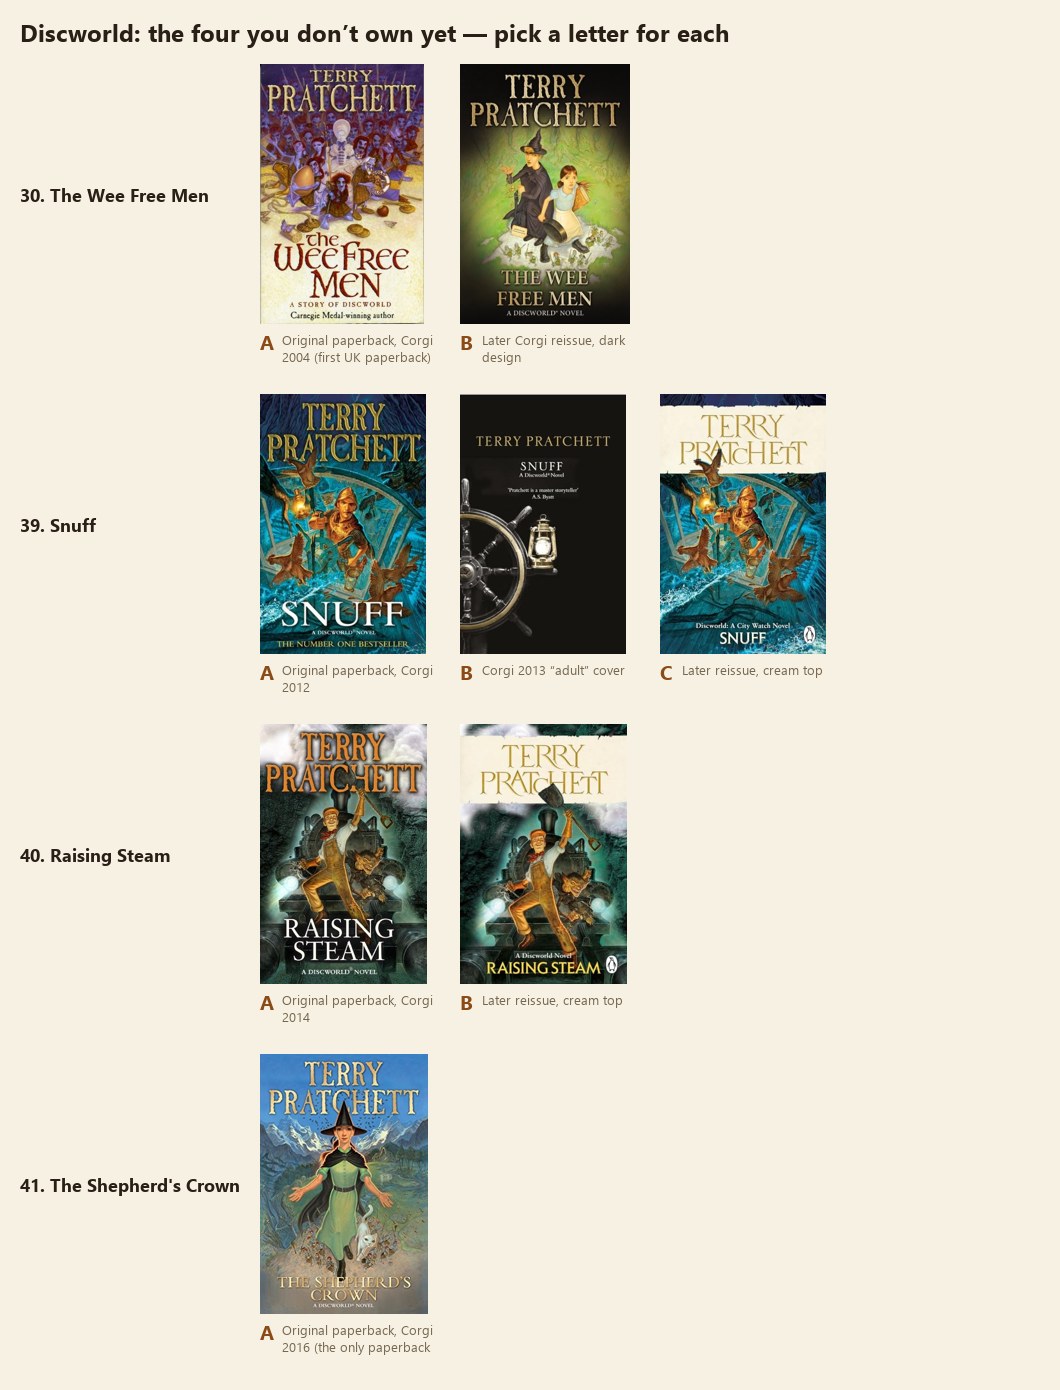 Discworld: the four you don’t own yet — pick a letter for each
TERRY
PRATCHETT
The
WEE FREE
MEN
A STORY OF DISCWORLD
Carnegie Medal-winning author
TERRY
PRATCHETT
THE WEE
FREE MEN
A DISCWORLD® NOVEL
30. The Wee Free Men
A Original paperback, Corgi
2004 (first UK paperback)
B Later Corgi reissue, dark
design
TERRY
PRATCHETT
SNUFF
A DISCWORLD® NOVEL
THE NUMBER ONE BESTSELLER
TERRY PRATCHETT
SNUFF
A Discworld® Novel
'Pratchett is a master storyteller'
A.S. Byatt
TERRY
PRATCHETT
Discworld: A City Watch Novel
SNUFF
39. Snuff
A Original paperback, Corgi
2012
B Corgi 2013 "adult" cover
C Later reissue, cream top
TERRY
PRATCHETT
RAISING
STEAM
A DISCWORLD® NOVEL
TERRY
PRATCHETT
A Discworld Novel
RAISING STEAM
40. Raising Steam
A Original paperback, Corgi
2014
B Later reissue, cream top
TERRY
PRATCHETT
THE SHEPHERD'S
CROWN
A DISCWORLD® NOVEL
41. The Shepherd's Crown
A Original paperback, Corgi
2016 (the only paperback